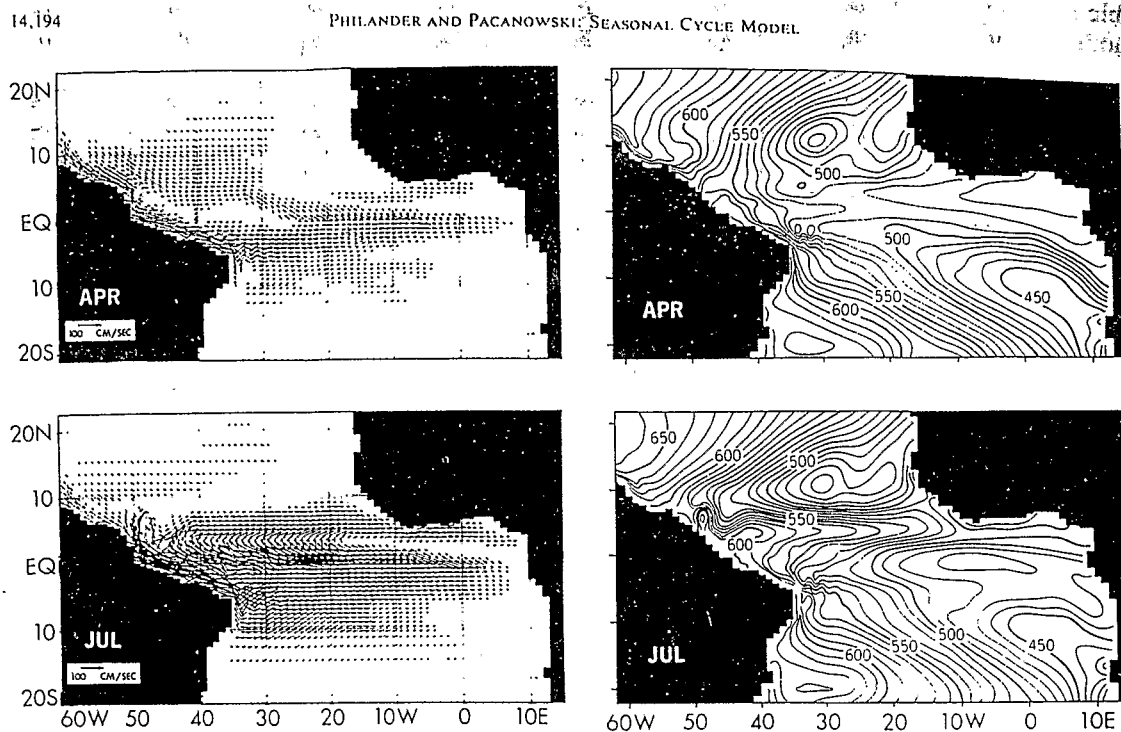 14,194 PHILANDER AND PACANOWSKI: SEASONAL CYCLE MODEL
20N
10
EQ
10
20S
APR
100 CM/SEC
600
550
500
500
550
600
450
APR
20N
10
EQ
10
20S
JUL
100 CM/SEC
60W 50 40 30 20 10W 0 10E
650
600
500
550
600
500
550
600
450
JUL
60W 50 40 30 20 10W 0 10E